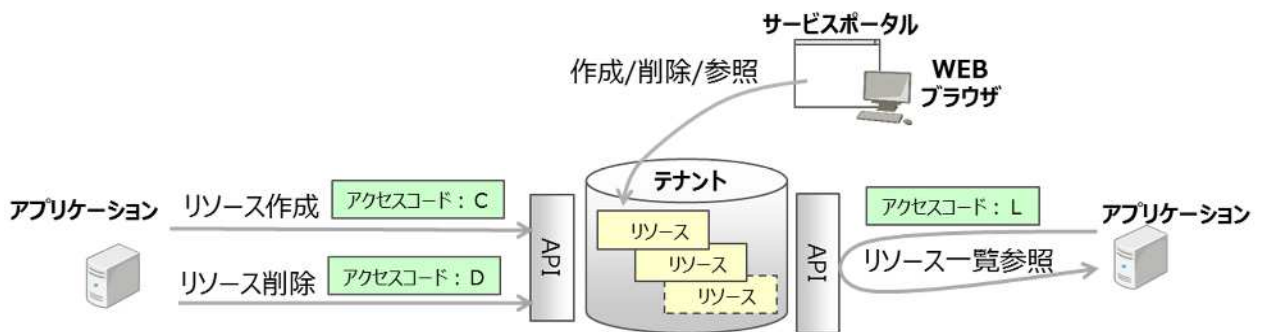 サービスポータル
作成/削除/参照
WEB
ブラウザ
アプリケーション
リソース作成
アクセスコード：C
リソース削除
アクセスコード：D
API
テナント
リソース
リソース
リソース
API
アクセスコード：L
リソース一覧参照
アプリケーション